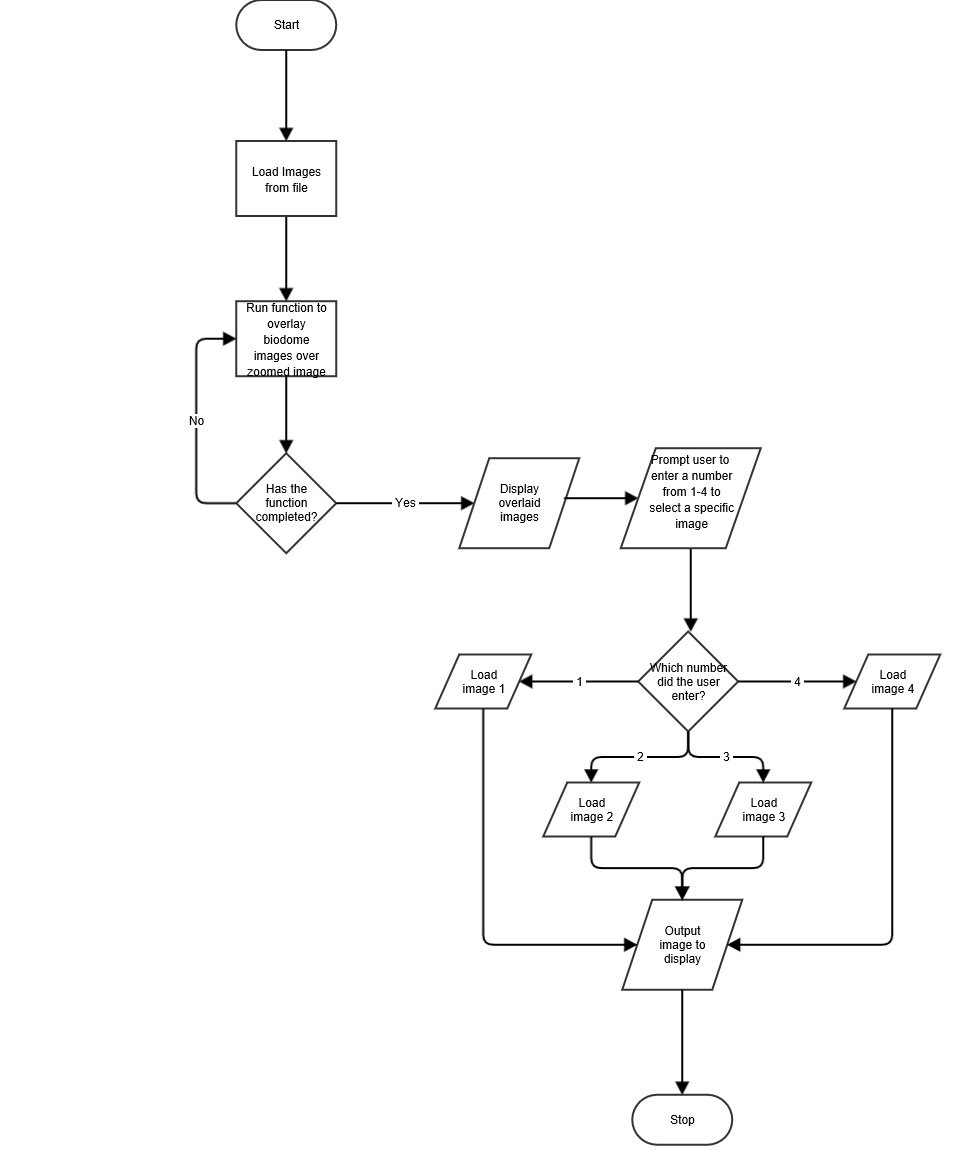 Start
Load Images
from file
Run function to
overlay
biodome
images over
zoomed image
No
Has the
function
completed?
Yes
Display
overlaid
images
Prompt user to
enter a number
from 1-4 to
select a specific
image
Which number
did the user
enter?
1
4
Load
image 1
Load
image 4
2
3
Load
image 2
Load
image 3
Output
image to
display
Stop